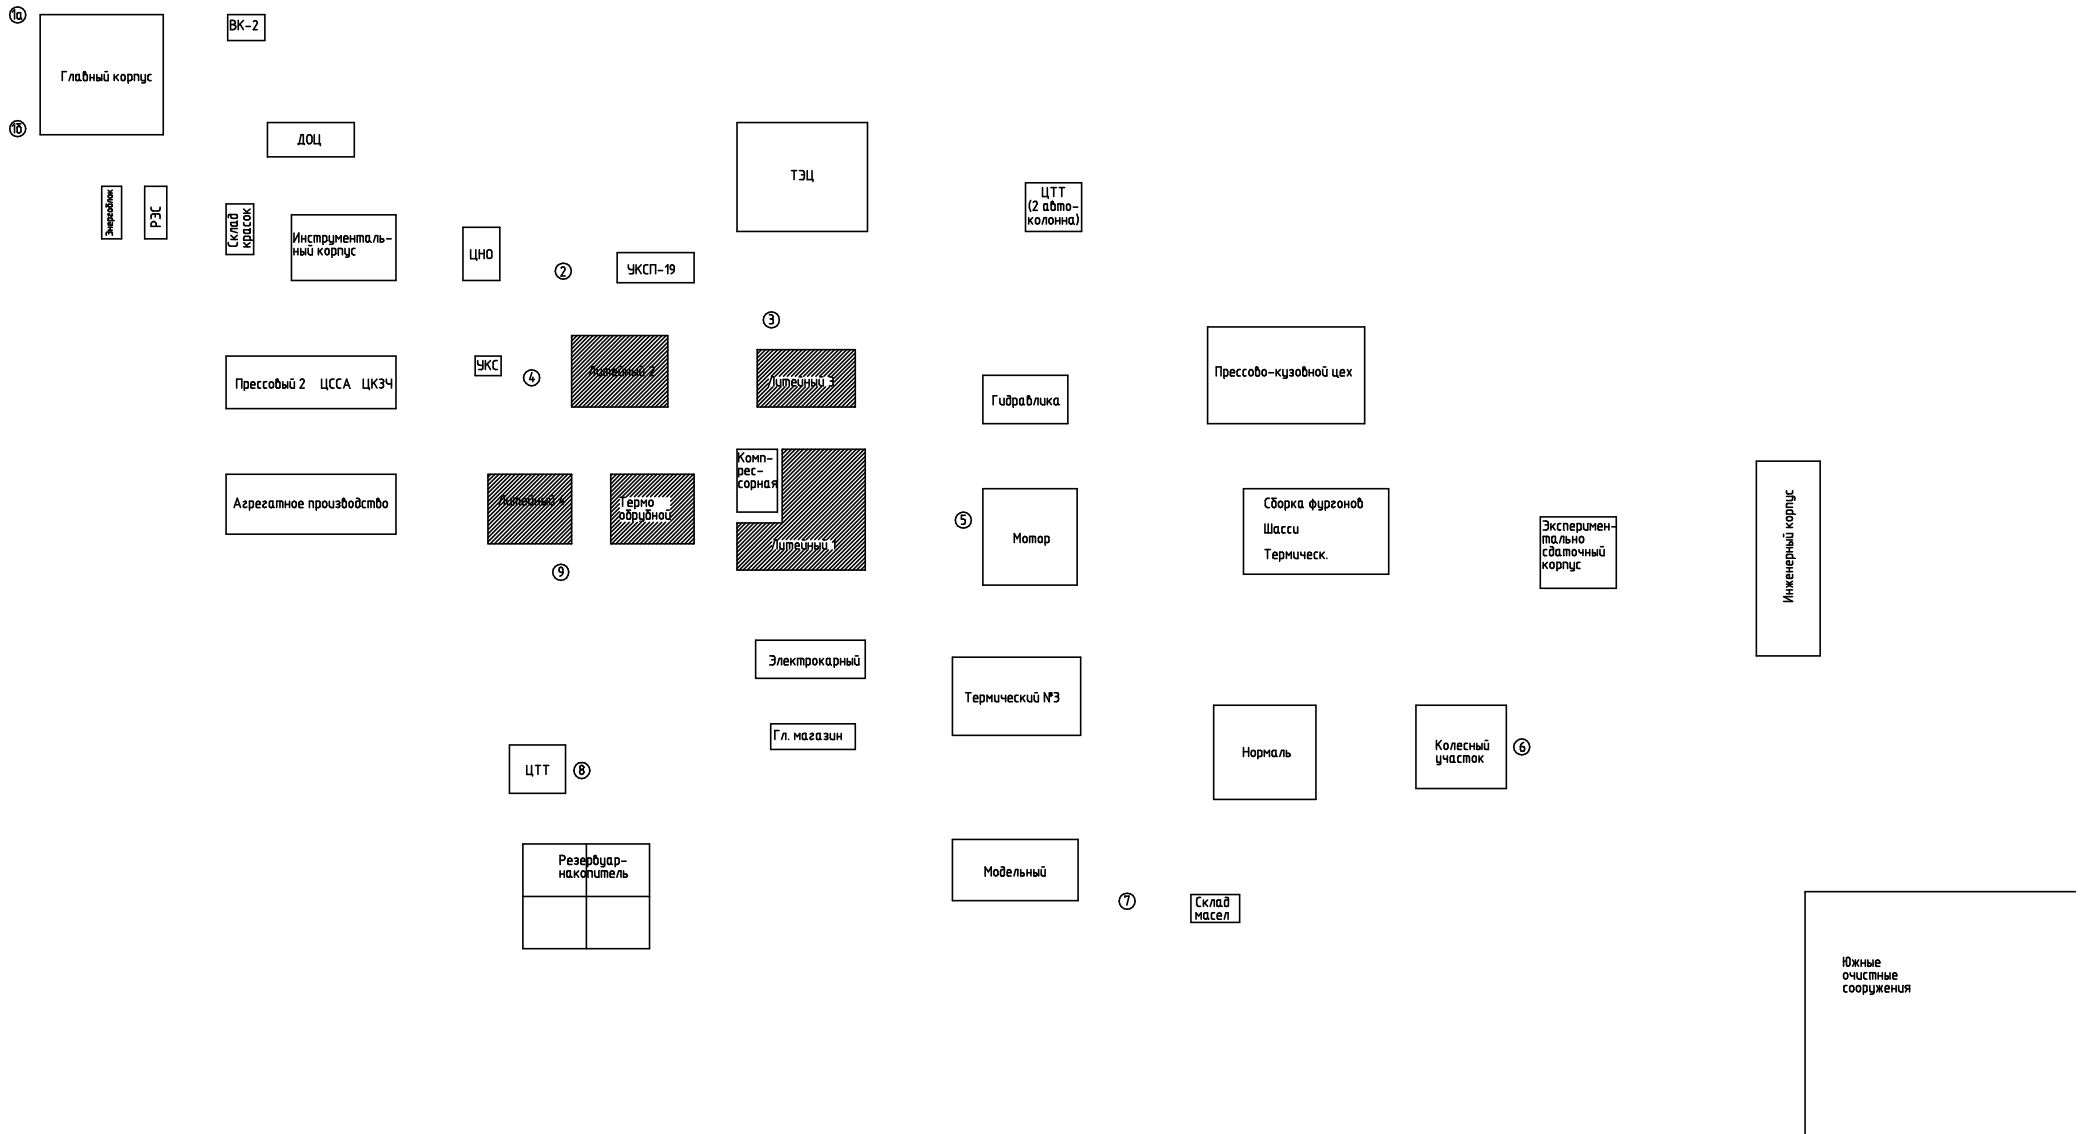 1а
ВК-2
Главный корпус
1б
ДОЦ
ТЭЦ
Энергоблок
РЭС
Склад
красок
Инструменталь-
ный корпус
ЦНО
2
УКСП-19
ЦТТ
(2 авто-
колонна)
3
Прессовый 2 ЦССА ЦКЗЧ
УКС
4
Литейный 2
Литейный 3
Гидравлика
Прессово-кузовной цех
Агрегатное производство
Литейный 4
Термо
обрубной
Комп-
рес-
сорная
Литейный 1
5
Мотор
Сборка фургонов
Шасси
Термическ.
Эксперимен-
тально
сдаточный
корпус
Инженерный корпус
9
Электрокарный
Термический №3
Гл. магазин
ЦТТ
8
Нормаль
Колесный
участок
6
Резервуар-
накопитель
Модельный
7
Склад
масел
Южные
очистные
сооружения